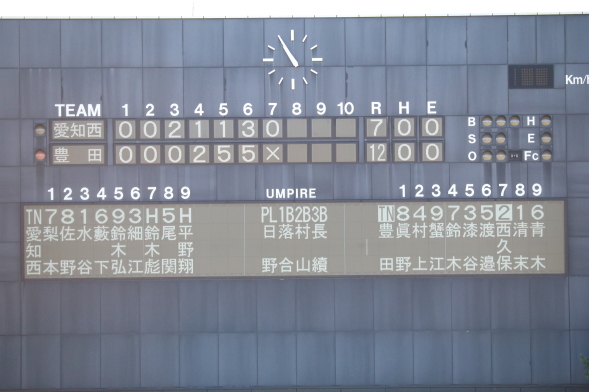 TEAM 1 2 3 4 5 6 7 8 9 10 R H E
愛知西 0 0 2 1 1 3 0 7 0 0
豊田 0 0 0 2 5 5 × 12 0 0
B H
S E
O Fc
Km/h
1 2 3 4 5 6 7 8 9 UMPIRE 1 2 3 4 5 6 7 8 9
TN 7 8 1 6 9 3 H 5 H PL 1B 2B 3B TN 8 4 9 7 3 5 2 1 6
愛梨佐水藪鈴細鈴尾平 日落村長 豊眞村蟹鈴漆渡西清青
知 木 木 野 久
西本野谷下弘江彪関翔 野合山續 田野上江木谷邉保末木